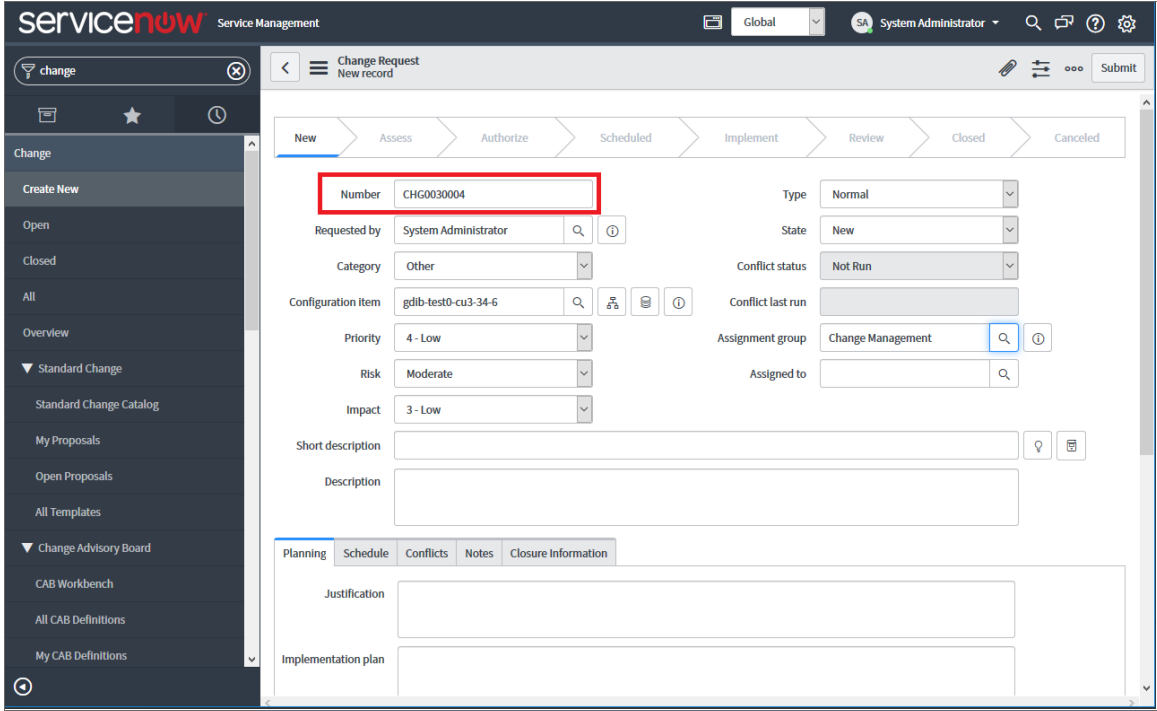 servicenow Service Management Global SA System Administrator
change
Change Request
New record
Submit
Change
Create New
Open
Closed
All
Overview
Standard Change
Standard Change Catalog
My Proposals
Open Proposals
All Templates
Change Advisory Board
CAB Workbench
All CAB Definitions
My CAB Definitions
New Assess Authorize Scheduled Implement Review Closed Canceled
Number CHG0030004
Type Normal
Requested by System Administrator
State New
Category Other
Conflict status Not Run
Configuration item gdib-test0-cu3-34-6
Conflict last run
Priority 4 - Low
Assignment group Change Management
Risk Moderate
Assigned to
Impact 3 - Low
Short description
Description
Planning Schedule Conflicts Notes Closure Information
Justification
Implementation plan